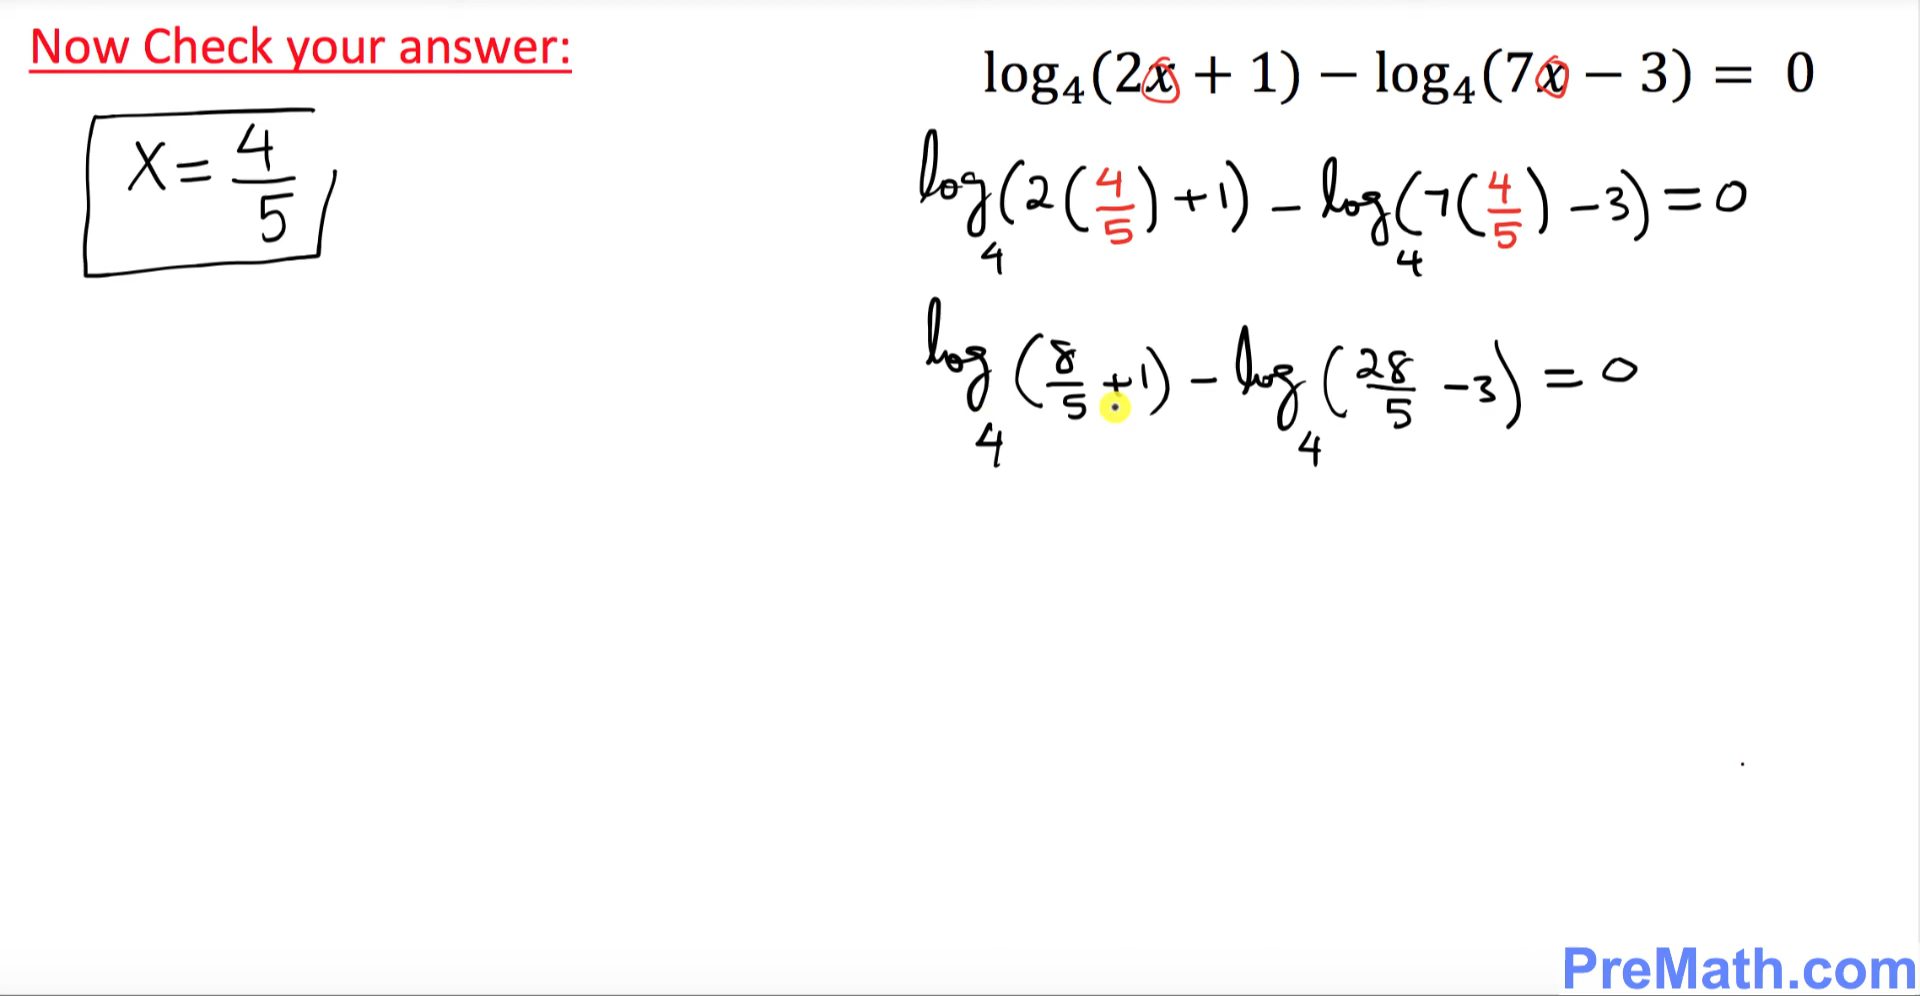 Now Check your answer:
x = 4/5
log₄(2x + 1) − log₄(7x − 3) = 0
log₄(2(4/5) + 1) − log₄(7(4/5) − 3) = 0
log₄(8/5 + 1) − log₄(28/5 − 3) = 0
PreMath.com